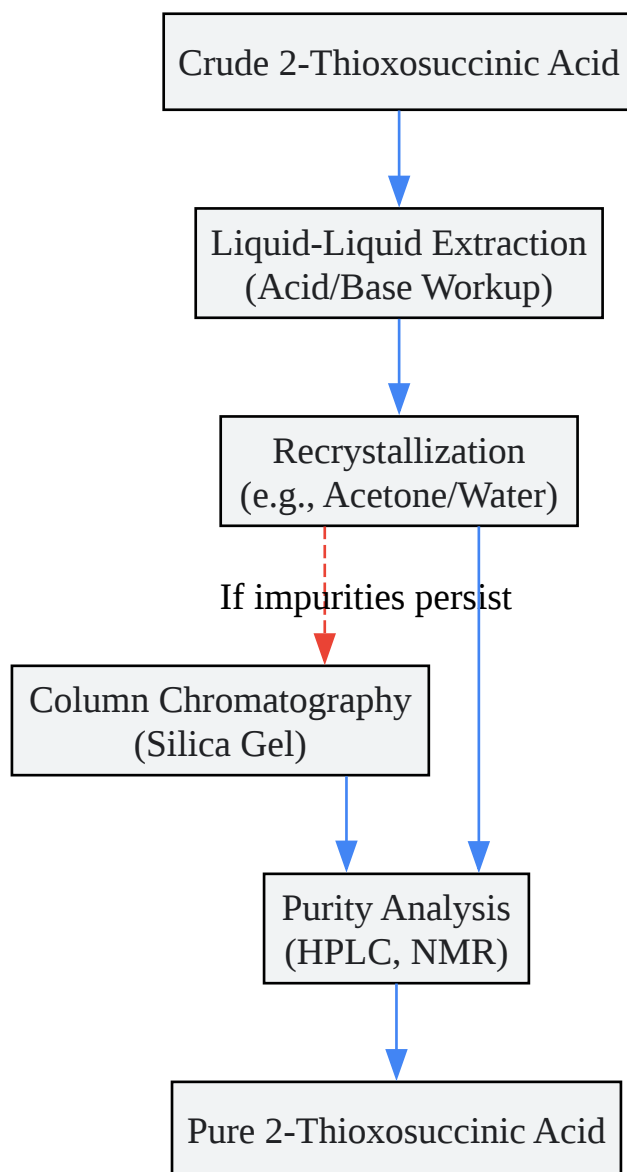 Crude 2-Thioxosuccinic Acid
Liquid-Liquid Extraction
(Acid/Base Workup)
Recrystallization
(e.g., Acetone/Water)
If impurities persist
Column Chromatography
(Silica Gel)
Purity Analysis
(HPLC, NMR)
Pure 2-Thioxosuccinic Acid